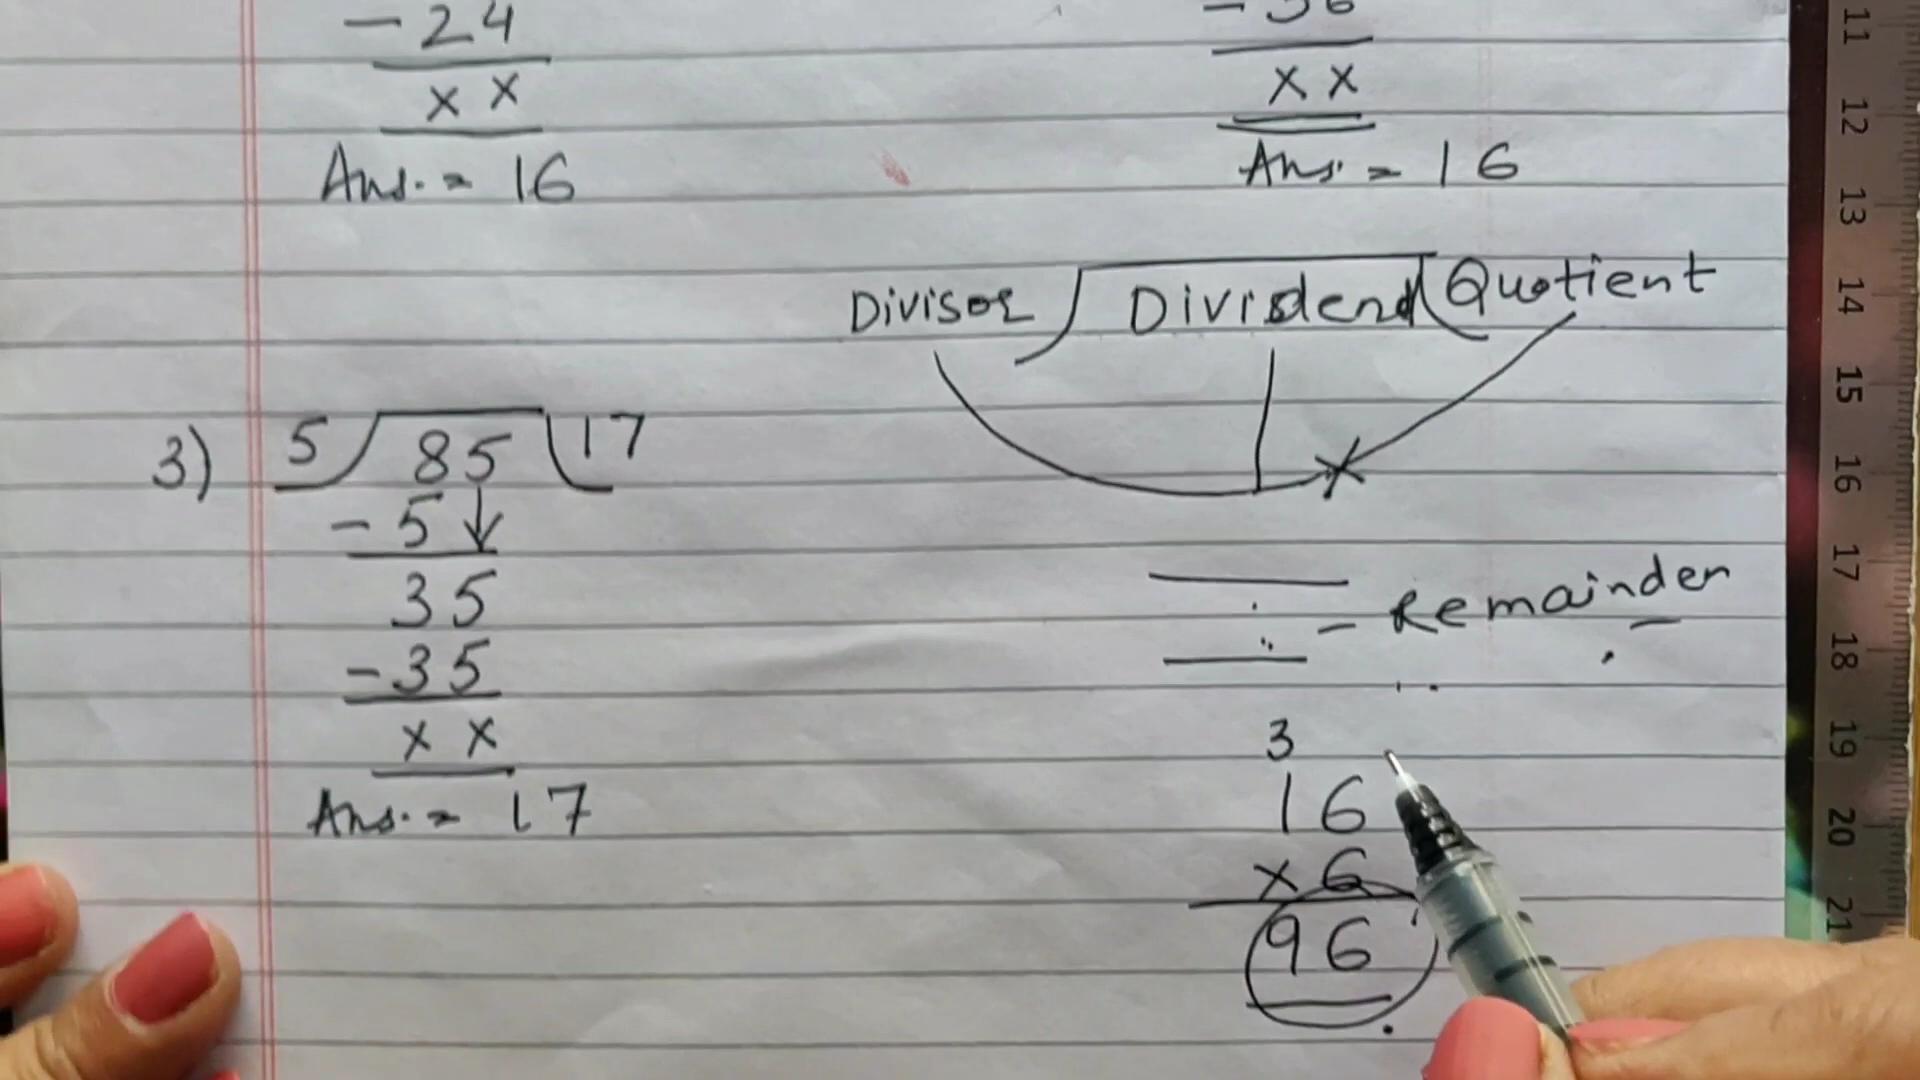 - 24
x x
Ans. = 16
- 36
x x
Ans. = 16
Divisor Dividend Quotient
- Remainder
3) 5 85 17
- 5 ↓
35
- 35
x x
Ans. = 17
3
16
x 6
96
11
12
13
14
15
16
17
18
19
20
21